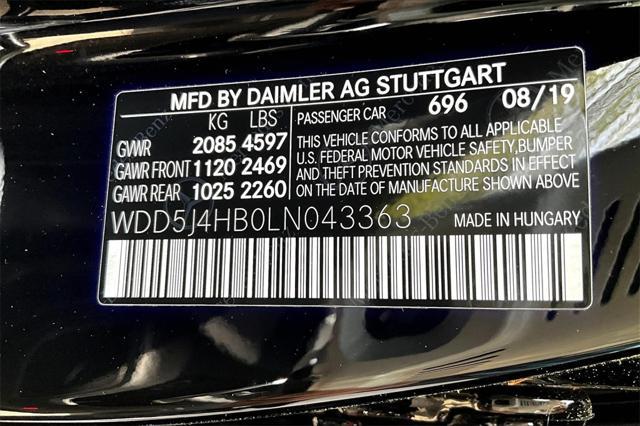 MFD BY DAIMLER AG STUTTGART
KG LBS PASSENGER CAR 696 08/19
GVWR 2085 4597
GAWR FRONT 1120 2469
GAWR REAR 1025 2260
THIS VEHICLE CONFORMS TO ALL APPLICABLE
U.S. FEDERAL MOTOR VEHICLE SAFETY,BUMPER
AND THEFT PREVENTION STANDARDS IN EFFECT
ON THE DATE OF MANUFACTURE SHOWN ABOVE
WDD5J4HB0LN043363 MADE IN HUNGARY